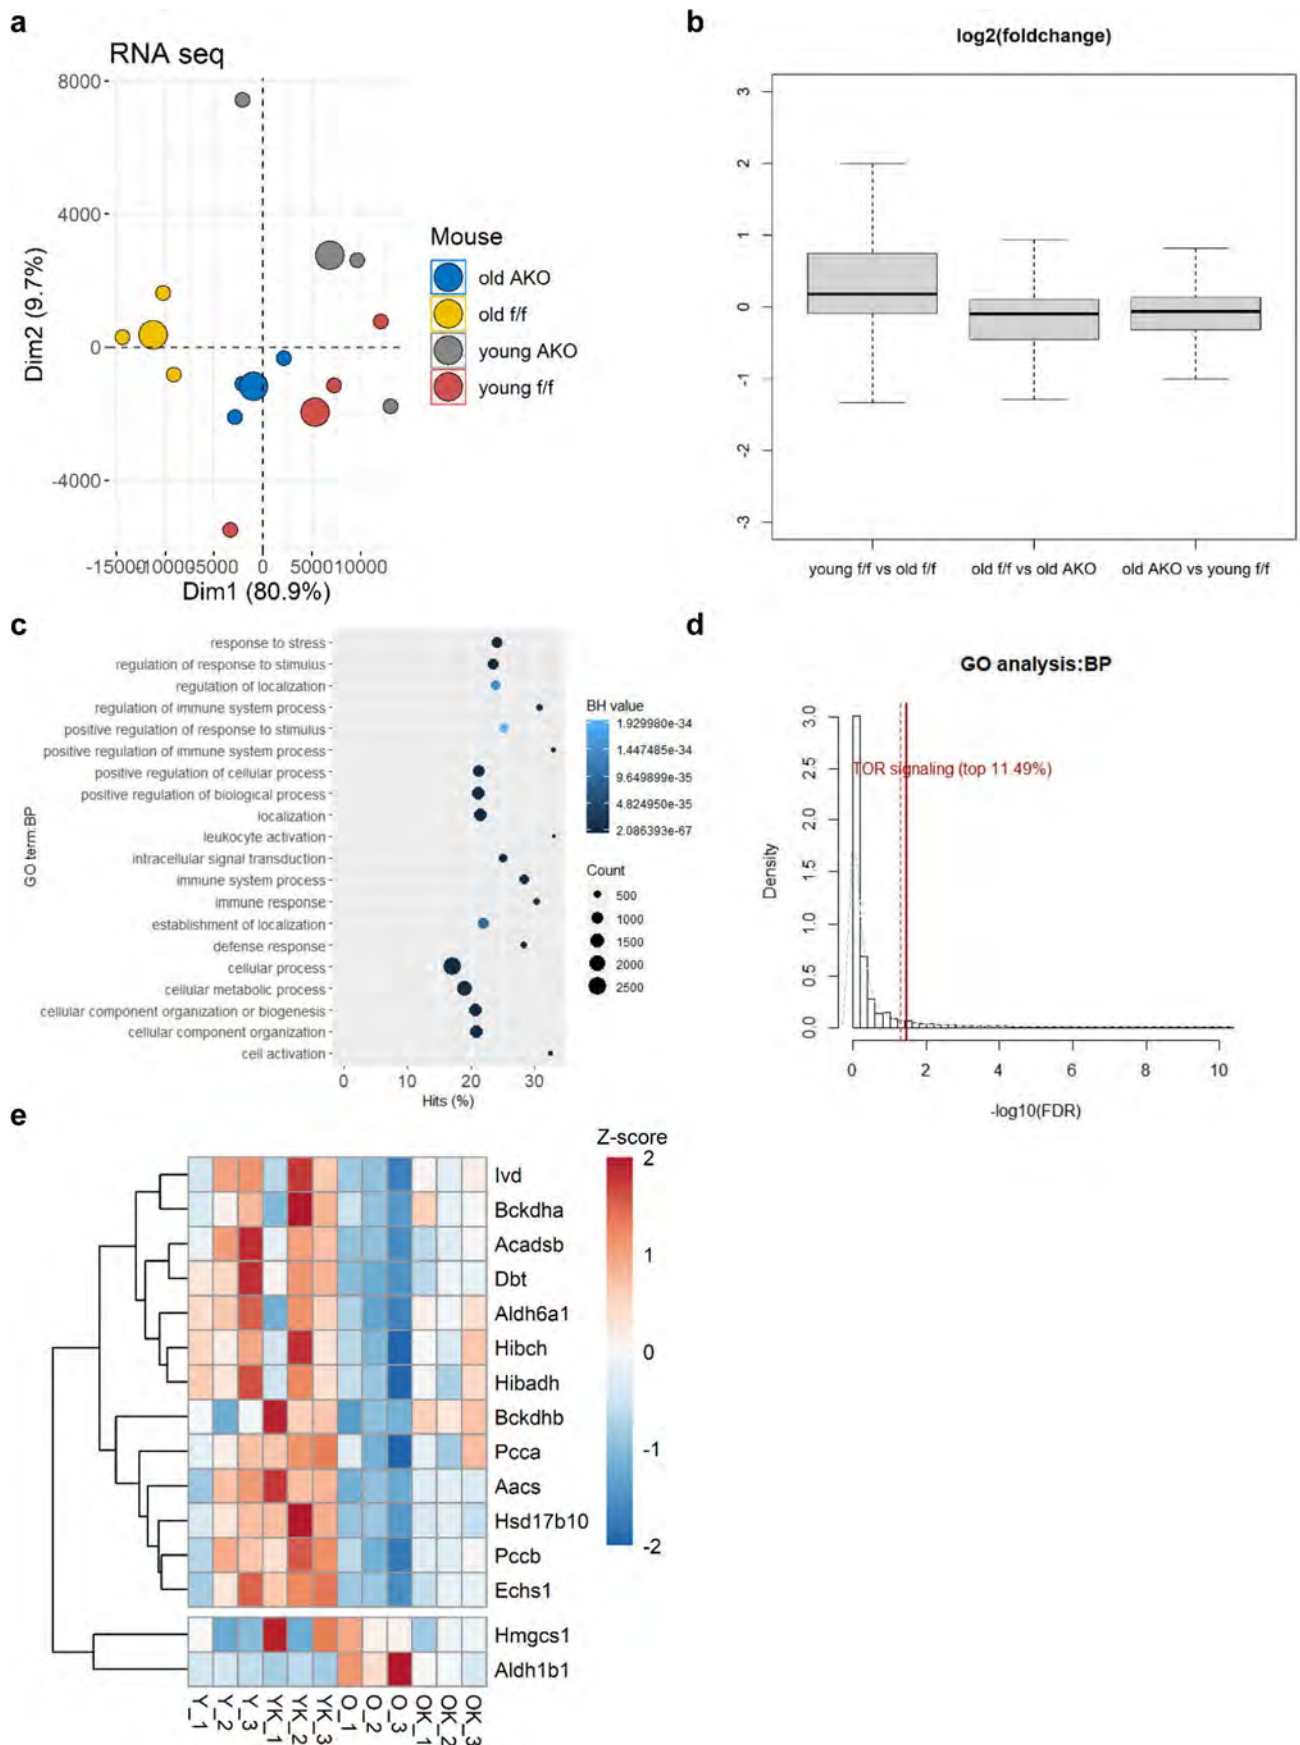 a
RNA seq
8000
4000
0
-4000
Dim2 (9.7%)
-15000
-10000
-5000
0
5000
10000
Dim1 (80.9%)
Mouse
old AKO
old f/f
young AKO
young f/f
b
log2(foldchange)
3
2
1
0
-1
-2
-3
young f/f vs old f/f
old f/f vs old AKO
old AKO vs young f/f
c
GO term:BP
response to stress
regulation of response to stimulus
regulation of localization
regulation of immune system process
positive regulation of response to stimulus
positive regulation of immune system process
positive regulation of cellular process
positive regulation of biological process
localization
leukocyte activation
intracellular signal transduction
immune system process
immune response
establishment of localization
defense response
cellular process
cellular metabolic process
cellular component organization or biogenesis
cellular component organization
cell activation
0 10 20 30
Hits (%)
BH value
1.929980e-34
1.447485e-34
9.649899e-35
4.824950e-35
2.086393e-67
Count
500
1000
1500
2000
2500
d
GO analysis:BP
TOR signaling (top 11.49%)
Density
3.0
2.5
2.0
1.5
1.0
0.5
0.0
0 2 4 6 8 10
-log10(FDR)
e
Ivd
Bckdha
Acadsb
Dbt
Aldh6a1
Hibch
Hibadh
Bckdhb
Pcca
Aacs
Hsd17b10
Pccb
Echs1
Hmgcs1
Aldh1b1
Y_1
Y_2
Y_3
YK_1
YK_2
YK_3
O_1
O_2
O_3
OK_1
OK_2
OK_3
Z-score
2
1
0
-1
-2